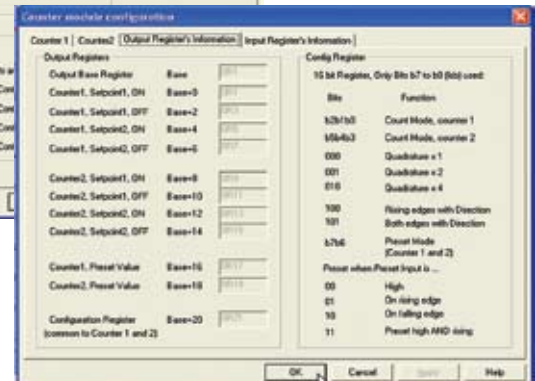 Counter module configuration
Counter 1 Counter2 Output Register's Information Input Register's Information
Output Registers
Output Base Register Base
Counter1, Setpoint1, ON Base+0
Counter1, Setpoint1, OFF Base+2
Counter1, Setpoint2, ON Base+4
Counter1, Setpoint2, OFF Base+6
Counter2, Setpoint1, ON Base+8
Counter2, Setpoint1, OFF Base+10
Counter2, Setpoint2, ON Base+12
Counter2, Setpoint2, OFF Base+14
Counter1, Preset Value Base+16
Counter2, Preset Value Base+18
Configuration Register Base+20
(common to Counter 1 and 2)
Config Register
16 bit Register, Only Bits b7 to b0 (lsb) used:
Bits Function
b2b1b0 Count Mode, counter 1
b5b4b3 Count Mode, counter 2
000 Quadrature x 1
001 Quadrature x 2
010 Quadrature x 4
100 Rising edges with Direction
101 Both edges with Direction
b7b6 Preset Mode
(Counter 1 and 2)
Preset when Preset Input is ...
00 High
01 On rising edge
10 On falling edge
11 Preset high AND rising
OK Cancel Apply Help